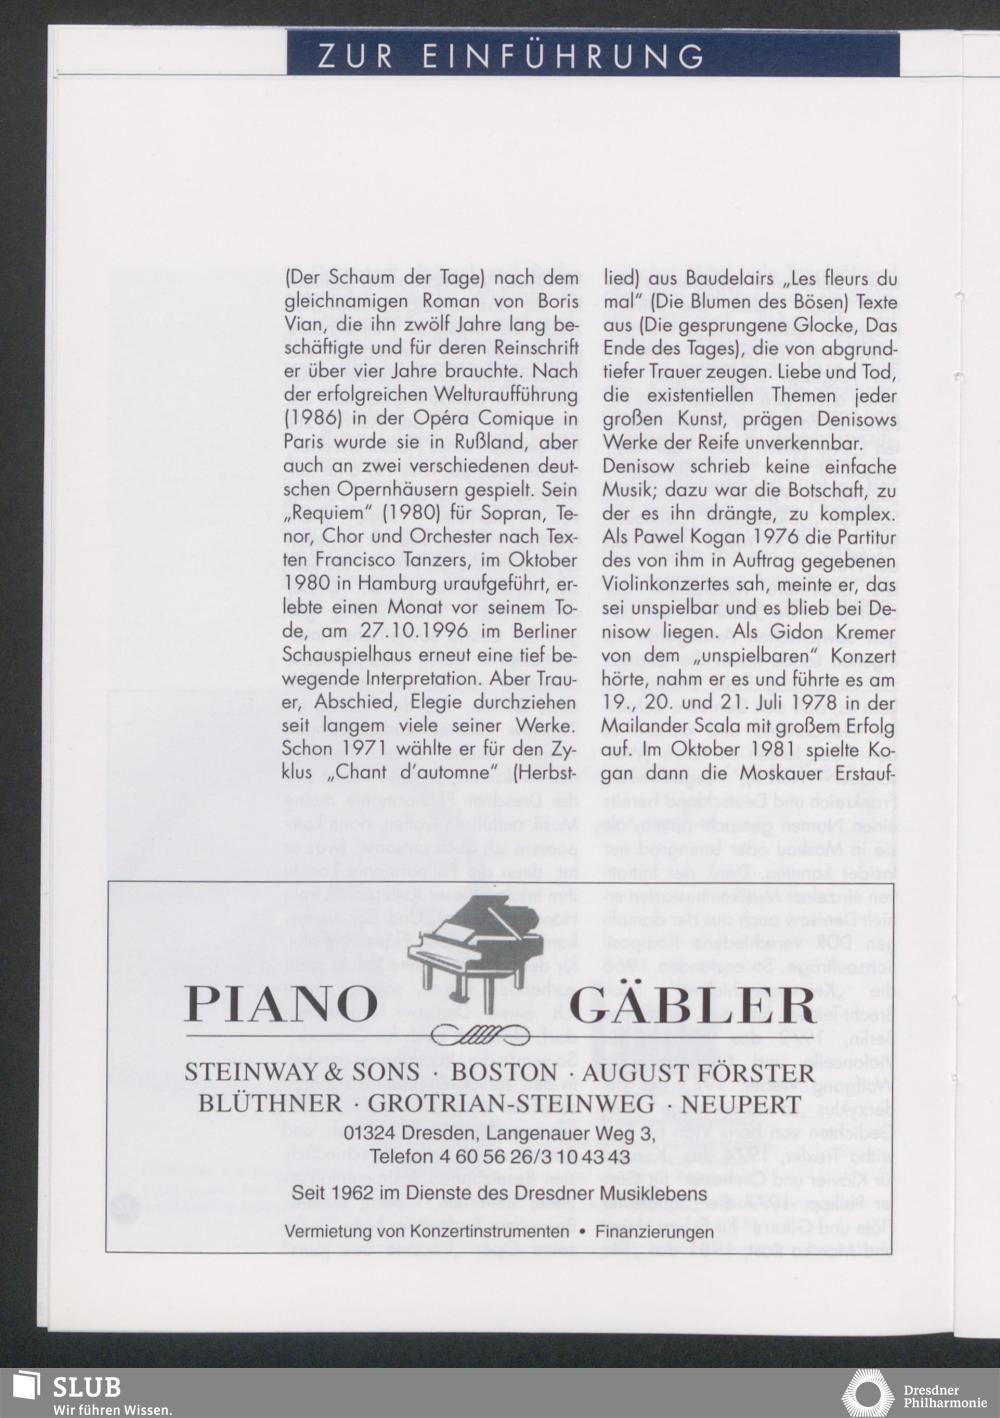 ZUR EINFÜHRUNG
(Der Schaum der Tage) nach dem
gleichnamigen Roman von Boris
Vian, die ihn zwölf Jahre lang be-
schäftigte und für deren Reinschrift
er über vier Jahre brauchte. Nach
der erfolgreichen Welturaufführung
(1986) in der Opéra Comique in
Paris wurde sie in Rußland, aber
auch an zwei verschiedenen deut-
schen Opernhäusern gespielt. Sein
„Requiem“ (1980) für Sopran, Te-
nor, Chor und Orchester nach Tex-
ten Francisco Tanzers, im Oktober
1980 in Hamburg uraufgeführt, er-
lebte einen Monat vor seinem To-
de, am 27.10.1996 im Berliner
Schauspielhaus erneut eine tief be-
wegende Interpretation. Aber Trau-
er, Abschied, Elegie durchziehen
seit langem viele seiner Werke.
Schon 1971 wählte er für den Zy-
klus „Chant d’automne“ (Herbst-
lied) aus Baudelairs „Les fleurs du
mal“ (Die Blumen des Bösen) Texte
aus (Die gesprungene Glocke, Das
Ende des Tages), die von abgrund-
tiefer Trauer zeugen. Liebe und Tod,
die existentiellen Themen jeder
großen Kunst, prägen Denisows
Werke der Reife unverkennbar.
Denisow schrieb keine einfache
Musik; dazu war die Botschaft, zu
der es ihn drängte, zu komplex.
Als Pawel Kogan 1976 die Partitur
des von ihm in Auftrag gegebenen
Violinkonzertes sah, meinte er, das
sei unspielbar und es blieb bei De-
nisow liegen. Als Gidon Kremer
von dem „unspielbaren“ Konzert
hörte, nahm er es und führte es am
19., 20. und 21. Juli 1978 in der
Mailander Scala mit großem Erfolg
auf. Im Oktober 1981 spielte Ko-
gan dann die Moskauer Erstauf-
PIANO GÄBLER
STEINWAY & SONS · BOSTON · AUGUST FÖRSTER
BLÜTHNER · GROTRIAN-STEINWEG · NEUPERT
01324 Dresden, Langenauer Weg 3,
Telefon 4 60 56 26/3 10 43 43
Seit 1962 im Dienste des Dresdner Musiklebens
Vermietung von Konzertinstrumenten • Finanzierungen
SLUB
Wir führen Wissen.
Dresdner
Philharmonie